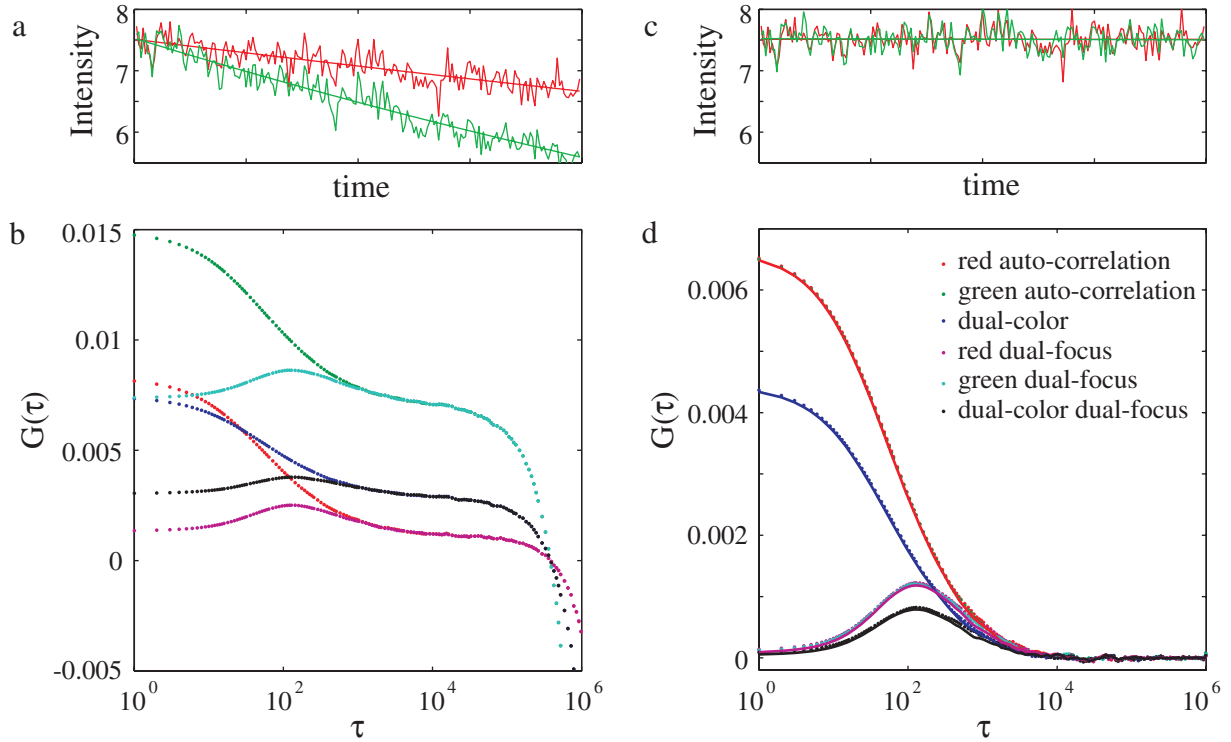 a
8
7
6
Intensity
time
c
8
7
6
Intensity
time
b
0.015
0.01
0.005
0
-0.005
G(τ)
10^0
10^2
10^4
10^6
τ
d
0.006
0.004
0.002
0
G(τ)
red auto-correlation
green auto-correlation
dual-color
red dual-focus
green dual-focus
dual-color dual-focus
10^0
10^2
10^4
10^6
τ